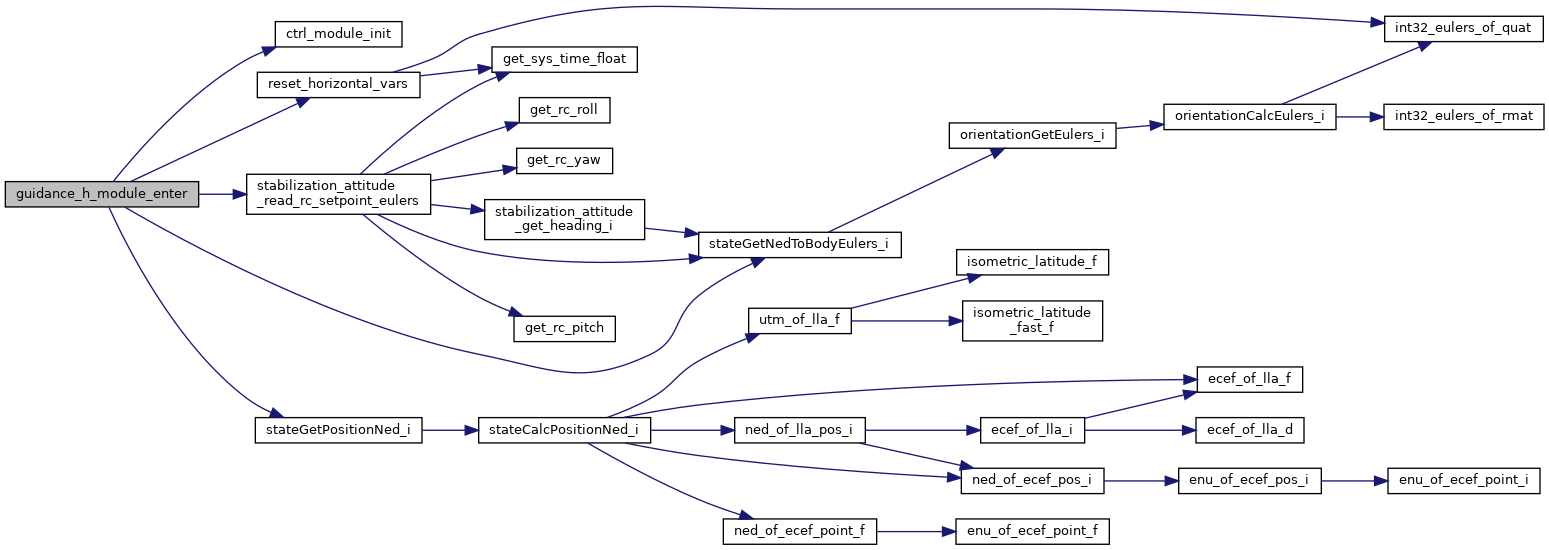 guidance_h_module_enter
ctrl_module_init
reset_horizontal_vars
stabilization_attitude
_read_rc_setpoint_eulers
stateGetPositionNed_i
get_sys_time_float
get_rc_roll
get_rc_yaw
stabilization_attitude
_get_heading_i
get_rc_pitch
stateCalcPositionNed_i
stateGetNedToBodyEulers_i
utm_of_lla_f
ned_of_lla_pos_i
ned_of_ecef_point_f
orientationGetEulers_i
isometric_latitude_f
isometric_latitude
_fast_f
ecef_of_lla_i
ned_of_ecef_pos_i
enu_of_ecef_point_f
orientationCalcEulers_i
ecef_of_lla_f
ecef_of_lla_d
enu_of_ecef_pos_i
int32_eulers_of_quat
int32_eulers_of_rmat
enu_of_ecef_point_i